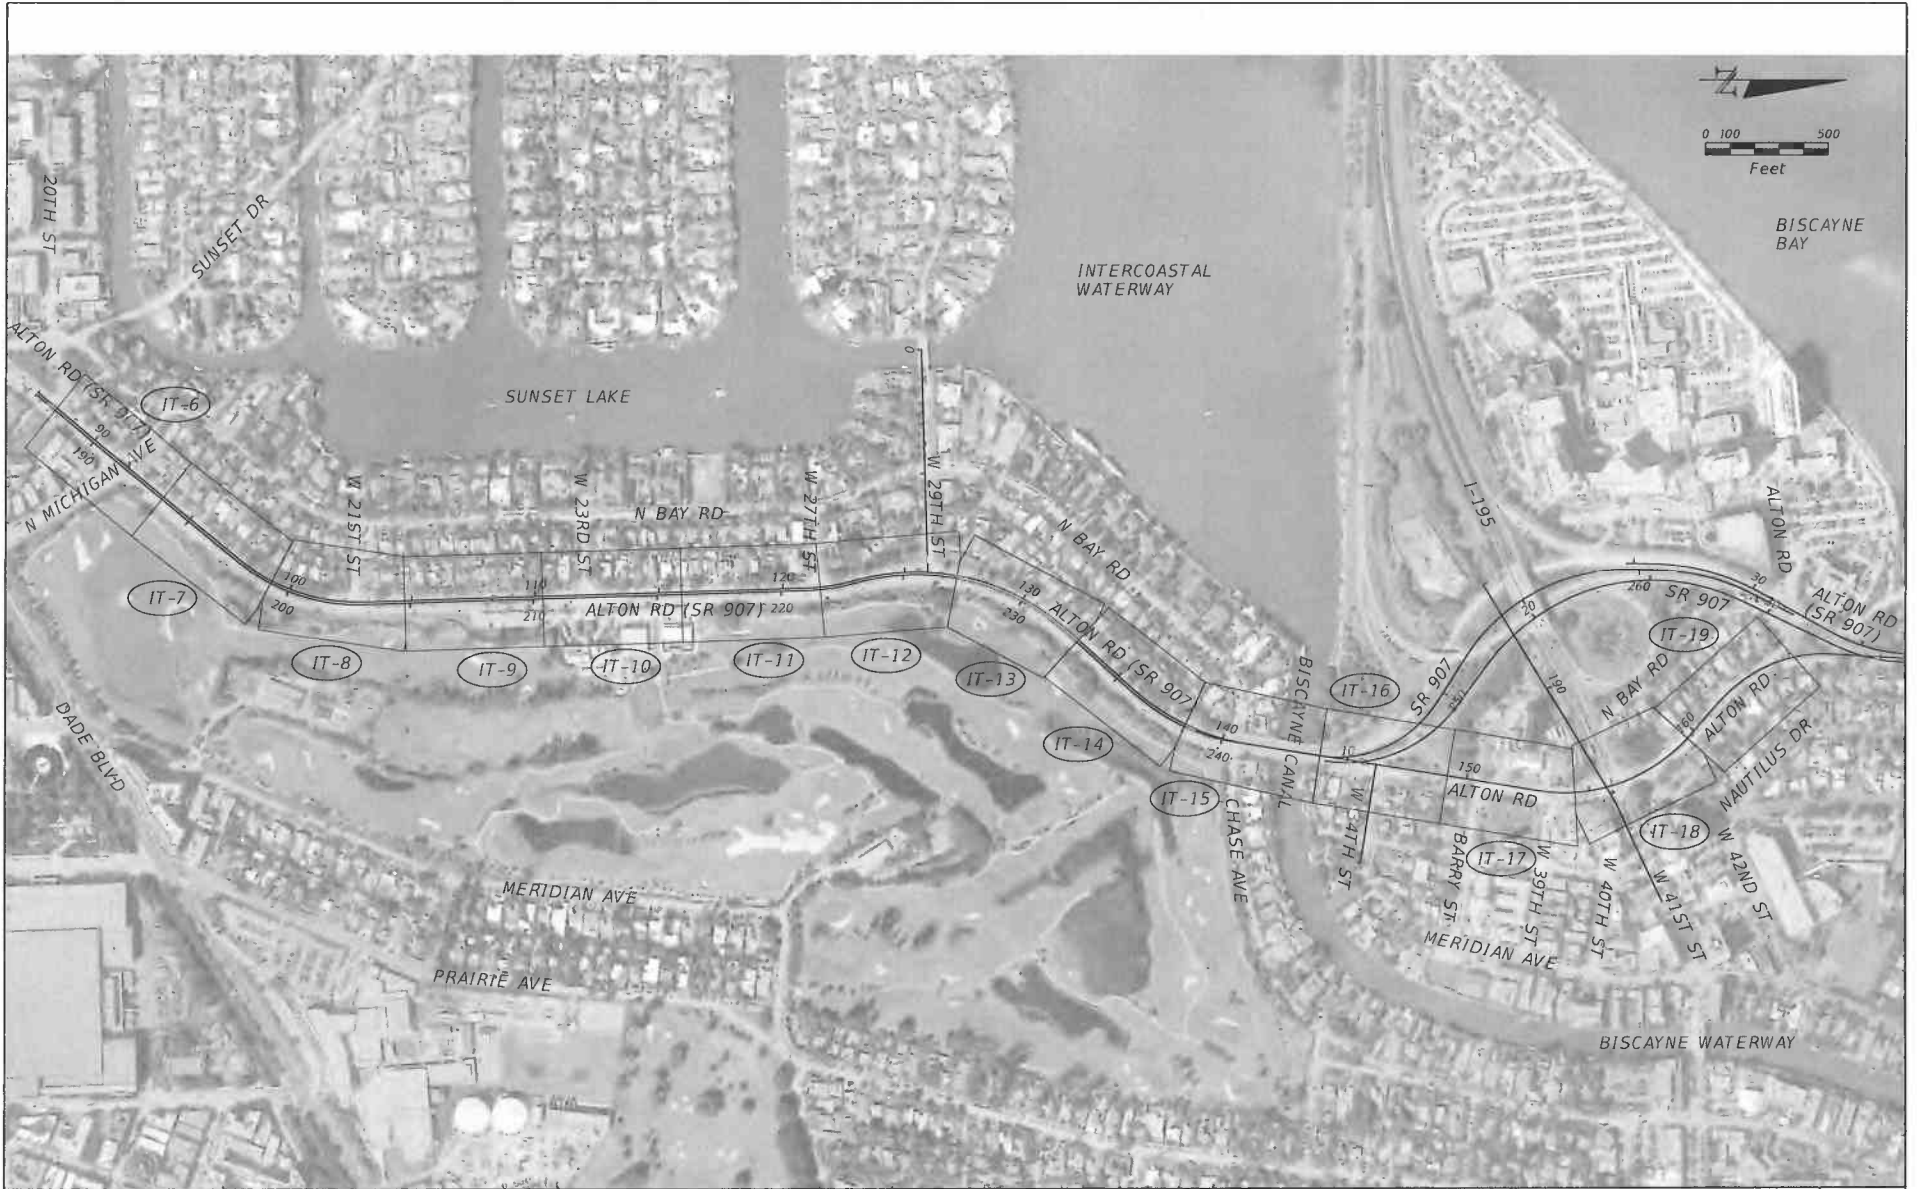 N
0 100 500
Feet
BISCAYNE
BAY
20TH ST
SUNSET DR
INTERCOASTAL
WATERWAY
SUNSET LAKE
ALTON RD (SR 907)
IT-6
90
190
N MICHIGAN AVE
IT-7
W 21ST ST
W 23RD ST
N BAY RD
W 27TH ST
0
W 29TH ST
N BAY RD
100
200
110
210
ALTON RD (SR 907)
120
220
130
230
ALTON RD (SR 907)
IT-8
IT-9
IT-10
IT-11
IT-12
IT-13
IT-14
IT-15
IT-16
140
240
BISCAYNE CANAL
10
SR 907
250
I-195
20
260
SR 907
30
ALTON RD
ALTON RD
(SR 907)
IT-19
190
N BAY RD
160
ALTON RD
NAUTILUS DR
150
ALTON RD
IT-17
IT-18
CHASE AVE
W 34TH ST
BARRY ST
W 39TH ST
W 40TH ST
W 41ST ST
W 42ND ST
MERIDIAN AVE
DADE BLVD
MERIDIAN AVE
PRAIRIE AVE
BISCAYNE WATERWAY